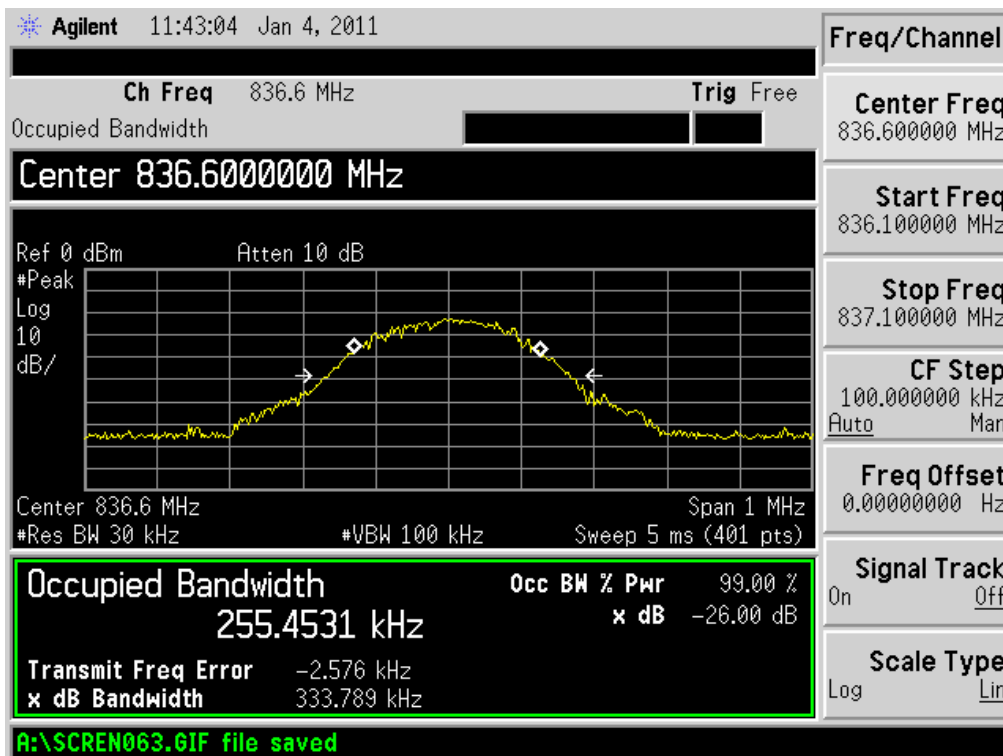 Agilent 11:43:04 Jan 4, 2011
Ch Freq 836.6 MHz Trig Free
Occupied Bandwidth
Center 836.6000000 MHz
Ref 0 dBm Atten 10 dB
#Peak
Log
10
dB/
Center 836.6 MHz Span 1 MHz
#Res BW 30 kHz #VBW 100 kHz Sweep 5 ms (401 pts)
Occupied Bandwidth Occ BW % Pwr 99.00 %
255.4531 kHz x dB -26.00 dB
Transmit Freq Error -2.576 kHz
x dB Bandwidth 333.789 kHz
A:\SCREN063.GIF file saved
Freq/Channel
Center Freq
836.600000 MHz
Start Freq
836.100000 MHz
Stop Freq
837.100000 MHz
CF Step
100.000000 kHz
Auto Man
Freq Offset
0.00000000 Hz
Signal Track
On Off
Scale Type
Log Lin